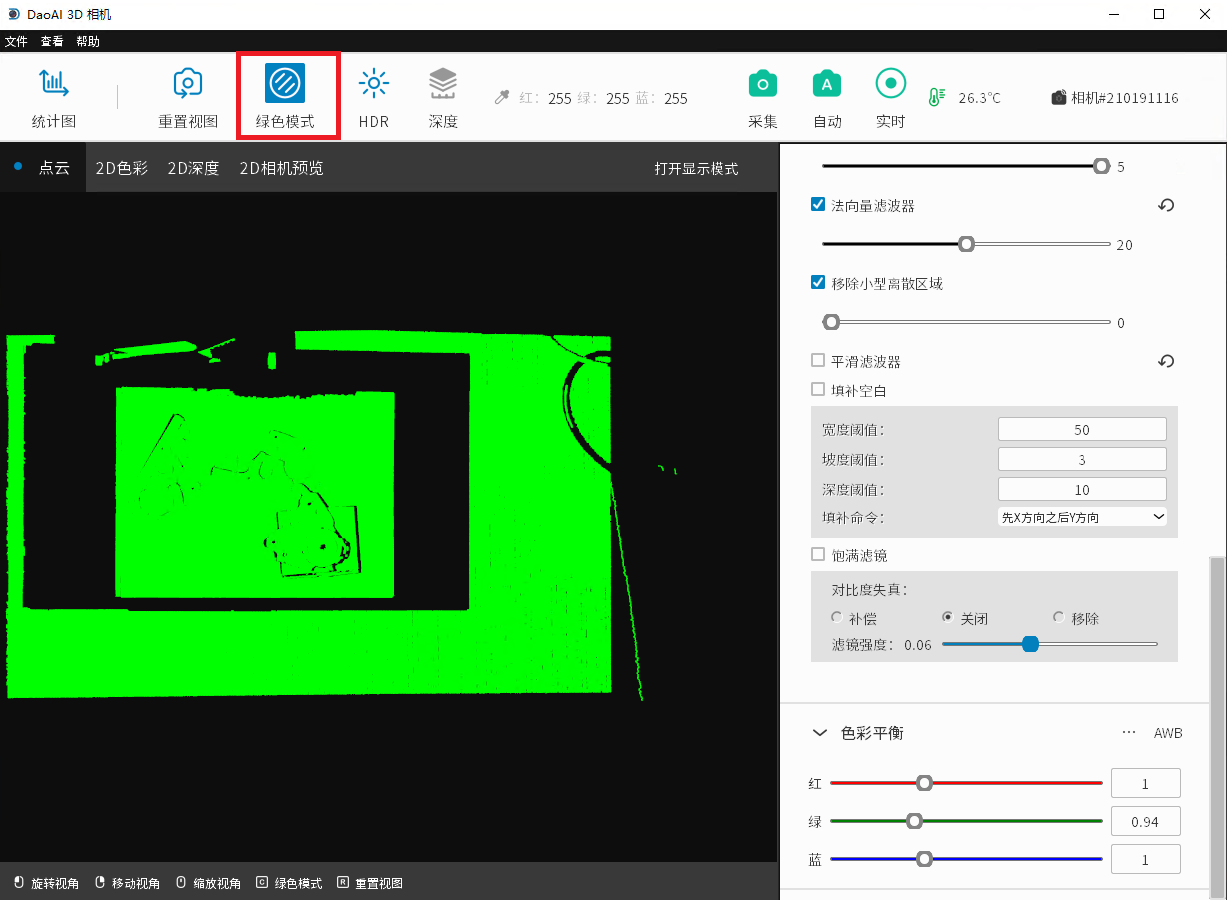 DaoAI 3D 相机
文件 查看 帮助
统计图 重置视图 绿色模式 HDR 深度 红: 255 绿: 255 蓝: 255 采集 自动 实时 26.3℃ 相机#210191116
点云 2D色彩 2D深度 2D相机预览 打开显示模式
5
法向量滤波器
20
移除小型离散区域
0
平滑滤波器
填补空白
宽度阈值: 50
坡度阈值: 3
深度阈值: 10
填补命令: 先X方向之后Y方向
饱满滤镜
对比度失真:
补偿 关闭 移除
滤镜强度: 0.06
色彩平衡 ... AWB
红 1
绿 0.94
蓝 1
旋转视角 移动视角 缩放视角 C 绿色模式 R 重置视图